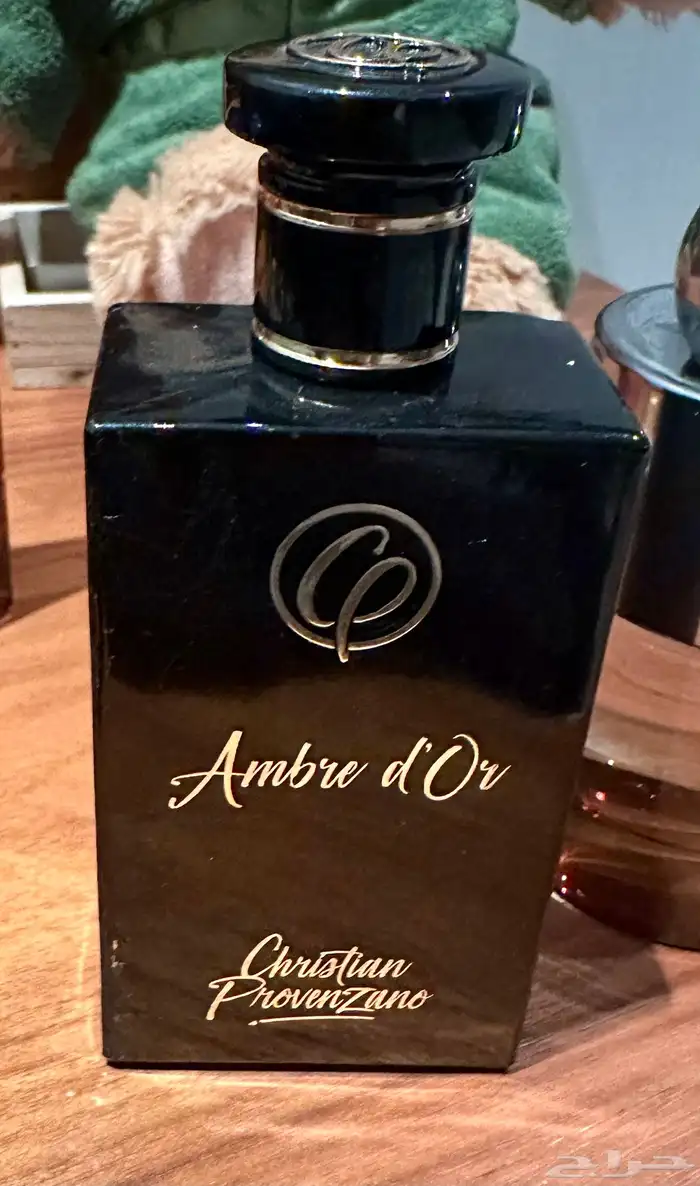 CP
Ambre d'Or
Christian
Provenzano
حراج